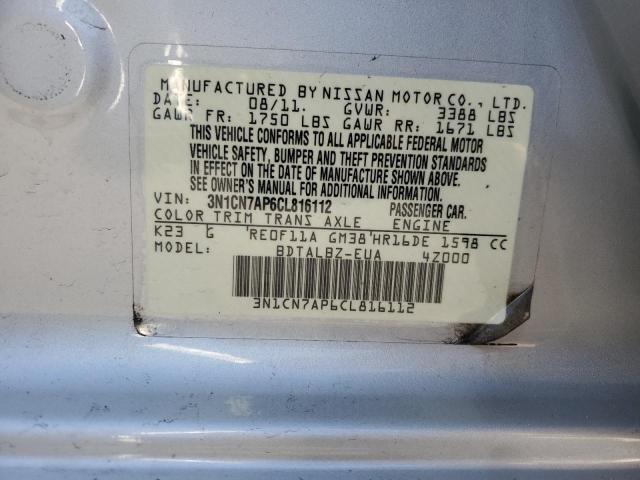 MANUFACTURED BY NISSAN MOTOR CO., LTD.
DATE: 08/11. GVWR: 3388 LBS
GAWR FR: 1750 LBS GAWR RR: 1671 LBS
THIS VEHICLE CONFORMS TO ALL APPLICABLE FEDERAL MOTOR
VEHICLE SAFETY, BUMPER AND THEFT PREVENTION STANDARDS
IN EFFECT ON THE DATE OF MANUFACTURE SHOWN ABOVE.
SEE OWNER'S MANUAL FOR ADDITIONAL INFORMATION.
VIN: 3N1CN7AP6CL816112 PASSENGER CAR.
COLOR TRIM TRANS AXLE ENGINE
K23 G 'RE0F11A GM38'HR16DE 1598 CC
MODEL: BDTALBZ-EUA 4Z000
3N1CN7AP6CL816112